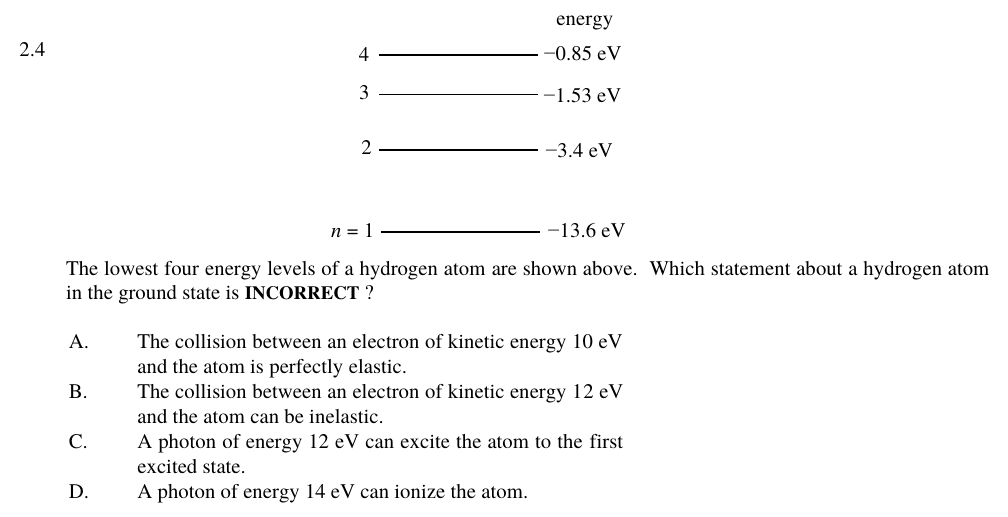 energy
2.4
4 −0.85 eV
3 −1.53 eV
2 −3.4 eV
n = 1 −13.6 eV
The lowest four energy levels of a hydrogen atom are shown above. Which statement about a hydrogen atom
in the ground state is INCORRECT ?
A. The collision between an electron of kinetic energy 10 eV
and the atom is perfectly elastic.
B. The collision between an electron of kinetic energy 12 eV
and the atom can be inelastic.
C. A photon of energy 12 eV can excite the atom to the first
excited state.
D. A photon of energy 14 eV can ionize the atom.